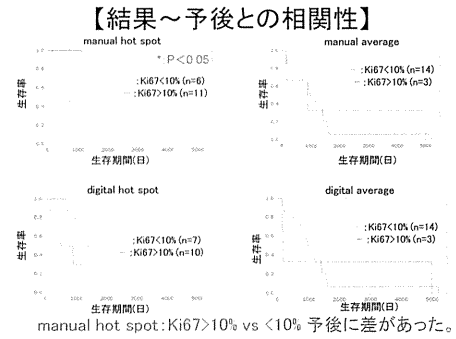 【結果～予後との相関性】
manual hot spot
*:P<0.05
:Ki67<10%(n=6)
:Ki67>10%(n=11)
生存率
生存期間(日)
manual average
:Ki67<10%(n=14)
:Ki67>10%(n=3)
生存率
生存期間(日)
digital hot spot
:Ki67<10%(n=7)
:Ki67>10%(n=10)
生存率
生存期間(日)
digital average
:Ki67<10%(n=14)
:Ki67>10%(n=3)
生存率
生存期間(日)
manual hot spot:Ki67>10% vs <10% 予後に差があった。